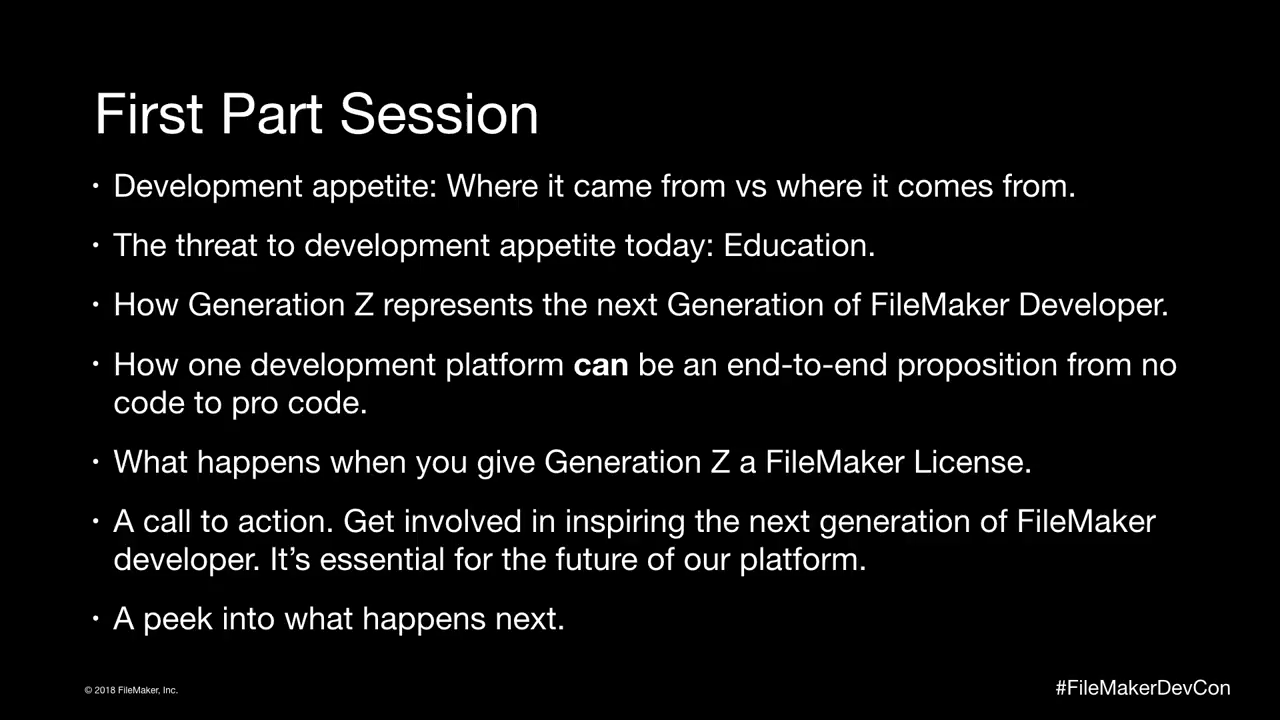 First Part Session
• Development appetite: Where it came from vs where it comes from.
• The threat to development appetite today: Education.
• How Generation Z represents the next Generation of FileMaker Developer.
• How one development platform can be an end-to-end proposition from no
code to pro code.
• What happens when you give Generation Z a FileMaker License.
• A call to action. Get involved in inspiring the next generation of FileMaker
developer. It’s essential for the future of our platform.
• A peek into what happens next.
© 2018 FileMaker, Inc.
#FileMakerDevCon